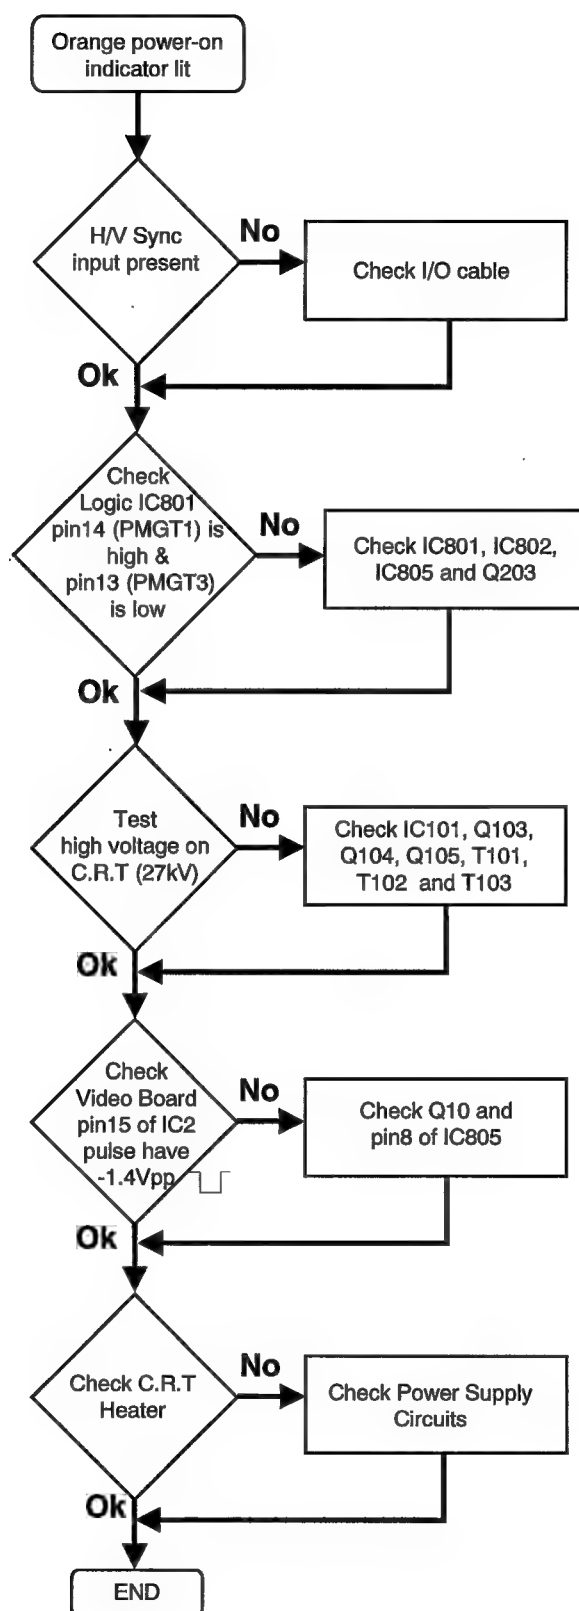 Orange power-on
indicator lit
H/V Sync
input present
No
Check I/O cable
Ok
Check
Logic IC801
pin14 (PMGT1) is
high &
pin13 (PMGT3)
is low
No
Check IC801, IC802,
IC805 and Q203
Ok
Test
high voltage on
C.R.T (27kV)
No
Check IC101, Q103,
Q104, Q105, T101,
T102 and T103
Ok
Check
Video Board
pin15 of IC2
pulse have
-1.4Vpp
No
Check Q10 and
pin8 of IC805
Ok
Check C.R.T
Heater
No
Check Power Supply
Circuits
Ok
END